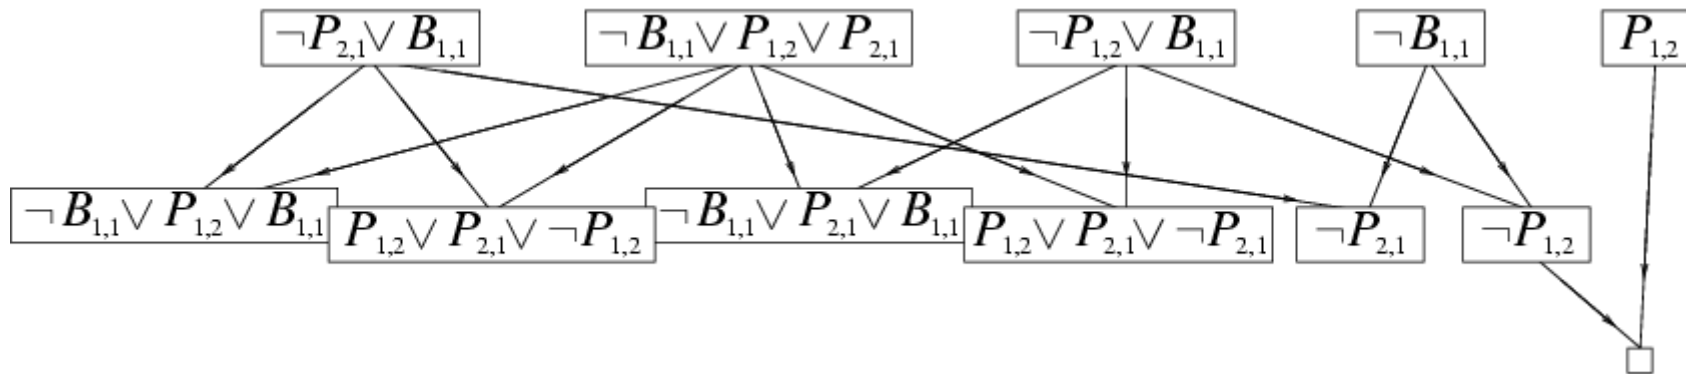 ¬P2,1 ∨ B1,1
¬B1,1 ∨ P1,2 ∨ P2,1
¬P1,2 ∨ B1,1
¬B1,1
P1,2
¬B1,1 ∨ P1,2 ∨ B1,1
P1,2 ∨ P2,1 ∨ ¬P1,2
¬B1,1 ∨ P2,1 ∨ B1,1
P1,2 ∨ P2,1 ∨ ¬P2,1
¬P2,1
¬P1,2